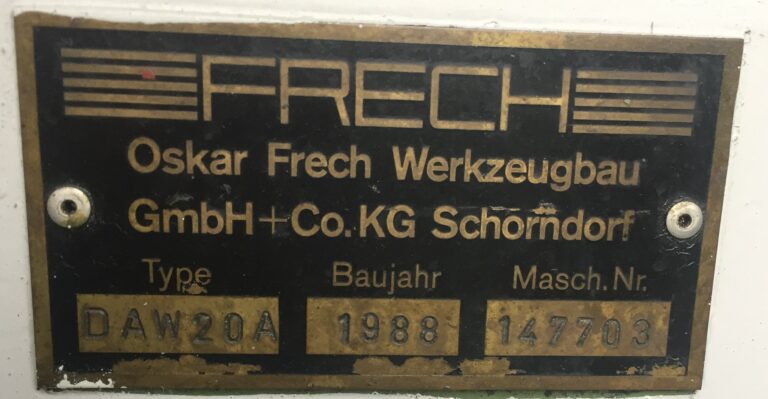 FRECH
Oskar Frech Werkzeugbau
GmbH+Co.KG Schorndorf
Type Baujahr Masch.Nr.
DAW20A 1988 147703